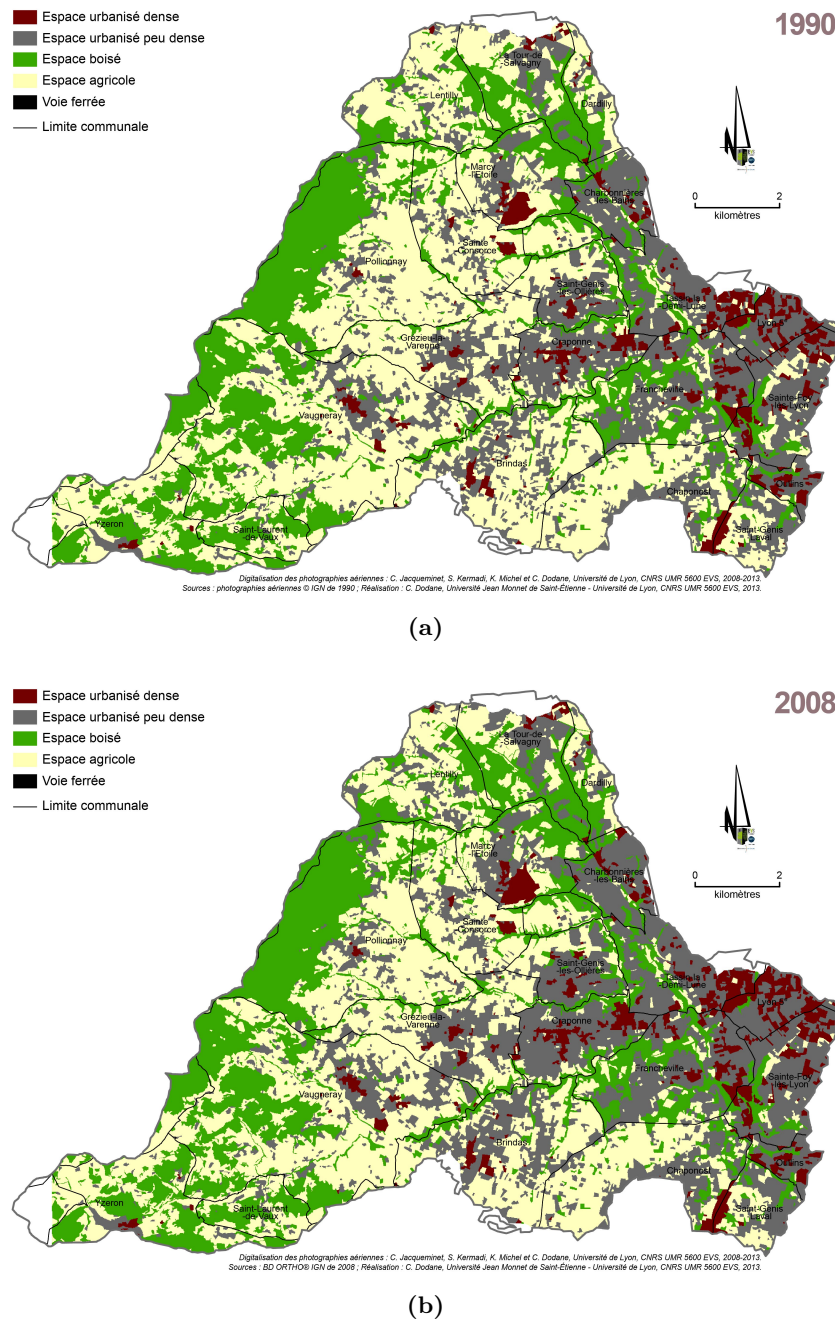 Espace urbanisé dense
Espace urbanisé peu dense
Espace boisé
Espace agricole
Voie ferrée
Limite communale
1990
N
0 2
kilomètres
La Tour-de
-Salvagny
Lentilly
Dardilly
Marcy
-l'Etoile
Charbonnières
-les-Bains
Sainte
-Consorce
Pollionnay
Saint-Genis
-les-Ollières
Tassin la
-Demi-Lune
Lyon 5
Grézieu-la-
Varenne
Craponne
Francheville
Sainte-Foy
-lès-Lyon
Vaugneray
Brindas
Chaponost
Oullins
Yzeron
Saint-Laurent
-de-Vaux
Saint-Genis
Laval
Digitalisation des photographies aériennes : C. Jacqueminet, S. Kermadi, K. Michel et C. Dodane, Université de Lyon, CNRS UMR 5600 EVS, 2008-2013.
Sources : photographies aériennes © IGN de 1990 ; Réalisation : C. Dodane, Université Jean Monnet de Saint-Étienne - Université de Lyon, CNRS UMR 5600 EVS, 2013.
(a)
Espace urbanisé dense
Espace urbanisé peu dense
Espace boisé
Espace agricole
Voie ferrée
Limite communale
2008
N
0 2
kilomètres
La Tour-de
-Salvagny
Lentilly
Dardilly
Marcy
-l'Etoile
Charbonnières
-les-Bains
Sainte
-Consorce
Pollionnay
Saint-Genis
-les-Ollières
Tassin la
-Demi-Lune
Lyon 5
Grézieu-la-
Varenne
Craponne
Francheville
Sainte-Foy
-lès-Lyon
Vaugneray
Brindas
Chaponost
Oullins
Yzeron
Saint-Laurent
-de-Vaux
Saint-Genis
Laval
Digitalisation des photographies aériennes : C. Jacqueminet, S. Kermadi, K. Michel et C. Dodane, Université de Lyon, CNRS UMR 5600 EVS, 2008-2013.
Sources : BD ORTHO® IGN de 2008 ; Réalisation : C. Dodane, Université Jean Monnet de Saint-Étienne - Université de Lyon, CNRS UMR 5600 EVS, 2013.
(b)